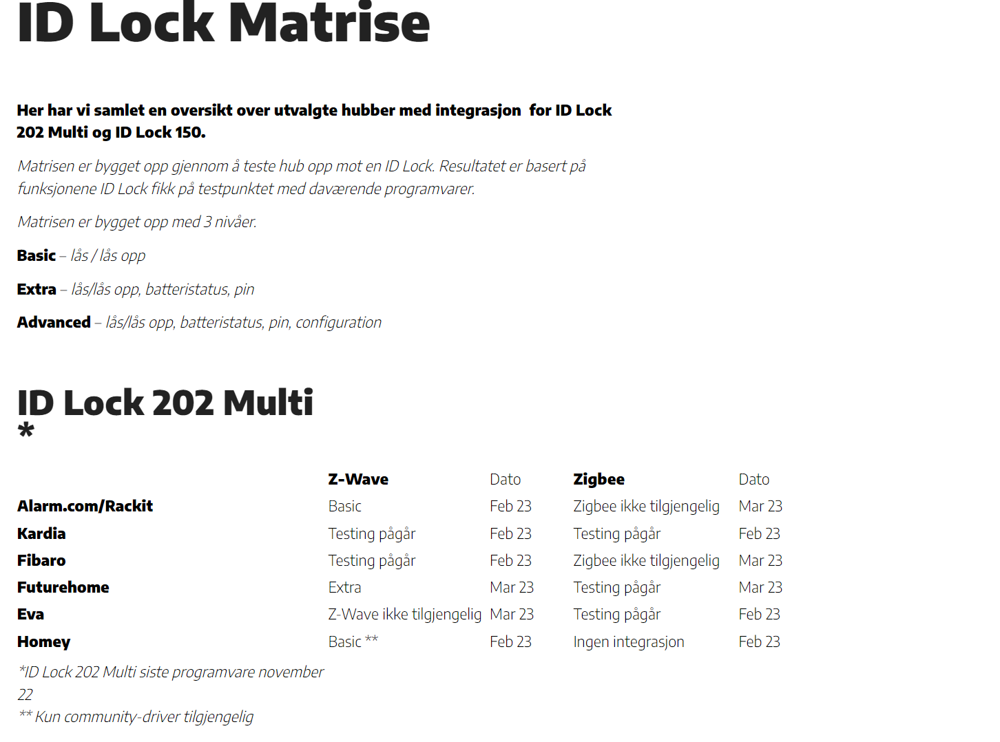 ID Lock Matrise
Her har vi samlet en oversikt over utvalgte hubber med integrasjon  for ID Lock
202 Multi og ID Lock 150.
Matrisen er bygget opp gjennom å teste hub opp mot en ID Lock. Resultatet er basert på
funksjonene ID Lock fikk på testpunktet med daværende programvarer.
Matrisen er bygget opp med 3 nivåer.
Basic – lås / lås opp
Extra – lås/lås opp, batteristatus, pin
Advanced – lås/lås opp, batteristatus, pin, configuration
ID Lock 202 Multi
*
Z-Wave Dato Zigbee Dato
Alarm.com/Rackit Basic Feb 23 Zigbee ikke tilgjengelig Mar 23
Kardia Testing pågår Feb 23 Testing pågår Feb 23
Fibaro Testing pågår Feb 23 Zigbee ikke tilgjengelig Mar 23
Futurehome Extra Mar 23 Testing pågår Mar 23
Eva Z-Wave ikke tilgjengelig Mar 23 Testing pågår Feb 23
Homey Basic ** Feb 23 Ingen integrasjon Feb 23
*ID Lock 202 Multi siste programvare november
22
** Kun community-driver tilgjengelig